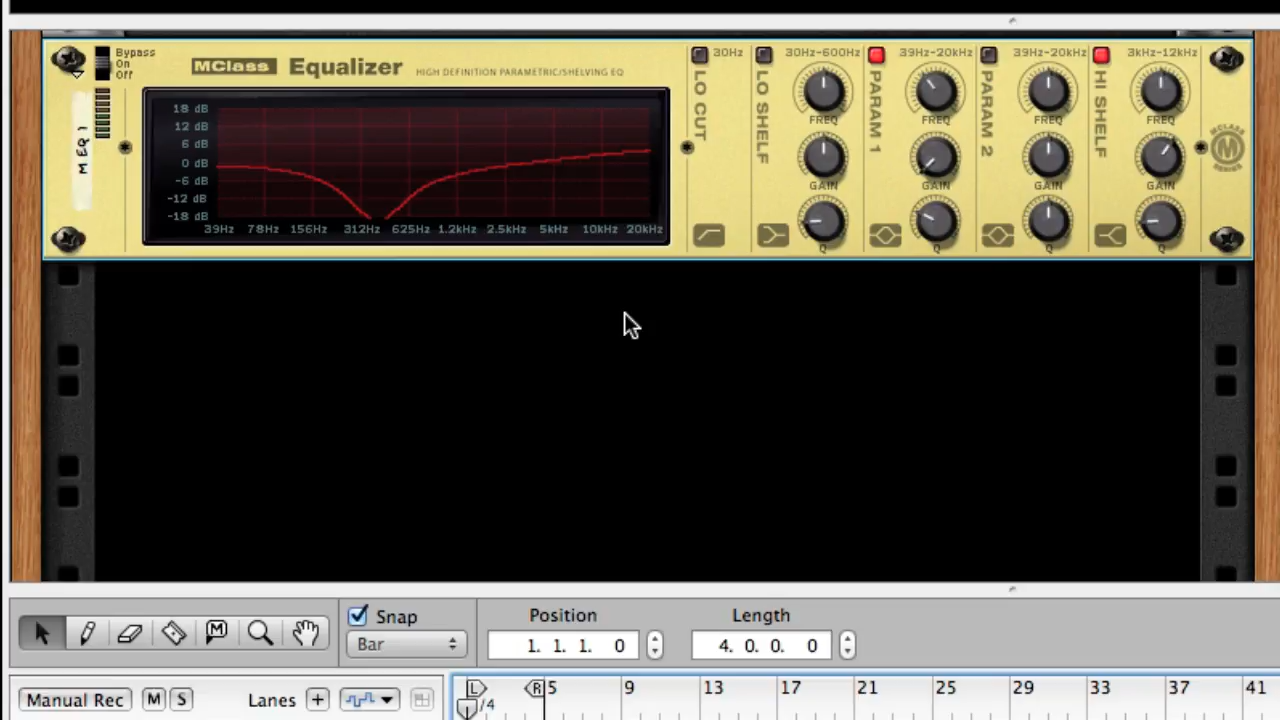 Bypass
On
Off
MClass Equalizer HIGH DEFINITION PARAMETRIC/SHELVING EQ
M EQ 1
18 dB
12 dB
6 dB
0 dB
-6 dB
-12 dB
-18 dB
39Hz 78Hz 156Hz 312Hz 625Hz 1.2kHz 2.5kHz 5kHz 10kHz 20kHz
30Hz 30Hz-600Hz 39Hz-20kHz 39Hz-20kHz 3kHz-12kHz
LO CUT
LO SHELF
PARAM 1
PARAM 2
HI SHELF
FREQ FREQ FREQ FREQ
GAIN GAIN GAIN GAIN
Q Q Q Q
MCLASS
M
SERIES
Snap
Bar
Position
1. 1. 1. 0
Length
4. 0. 0. 0
M
Manual Rec M S Lanes +
L R 5 9 13 17 21 25 29 33 37 41
/4